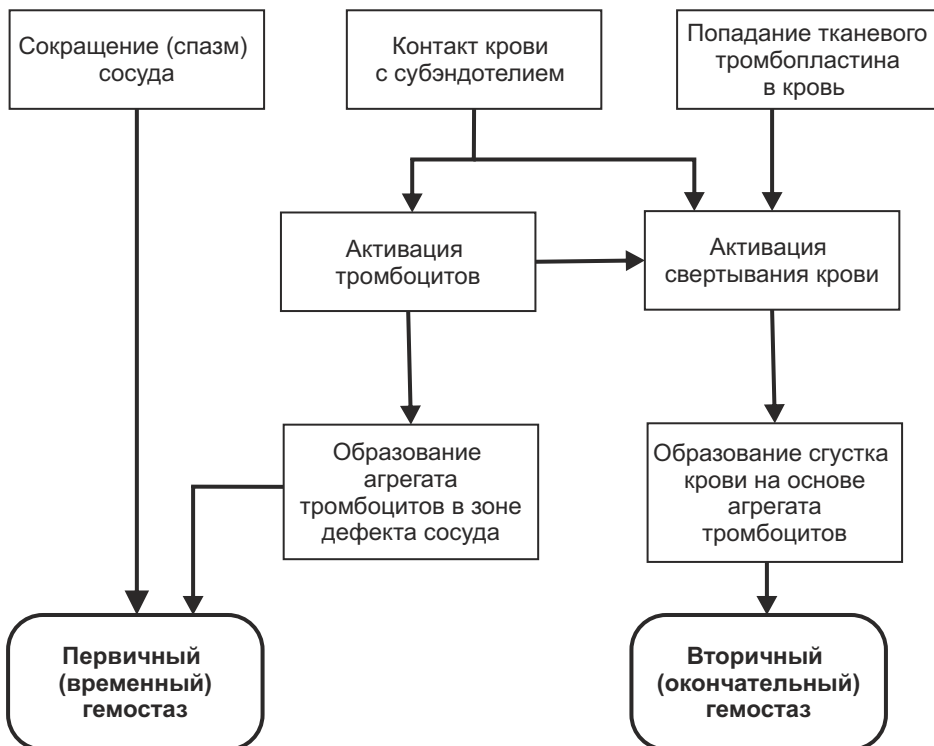 Сокращение (спазм)
сосуда
Контакт крови
с субэндотелием
Попадание тканевого
тромбопластина
в кровь
Активация
тромбоцитов
Активация
свертывания крови
Образование
агрегата
тромбоцитов в зоне
дефекта сосуда
Образование сгустка
крови на основе
агрегата
тромбоцитов
Первичный
(временный)
гемостаз
Вторичный
(окончательный)
гемостаз